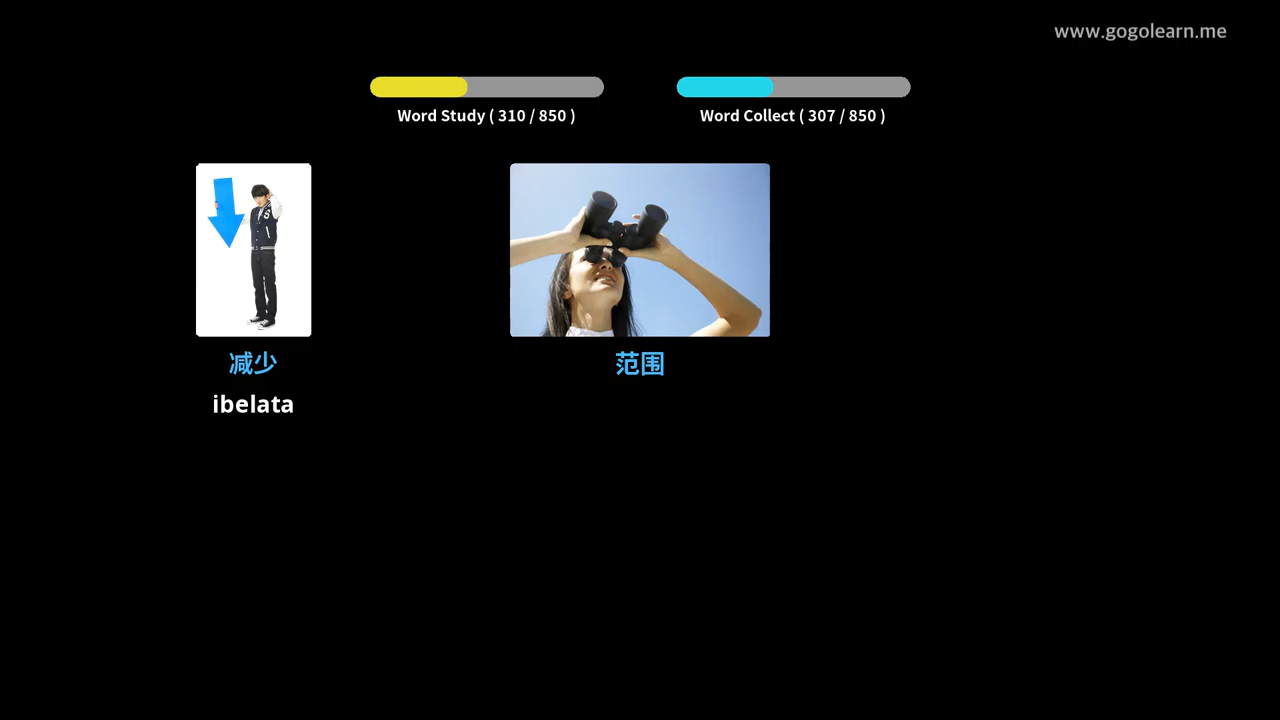 www.gogolearn.me
Word Study ( 310 / 850 )
Word Collect ( 307 / 850 )
减少
范围
ibelata